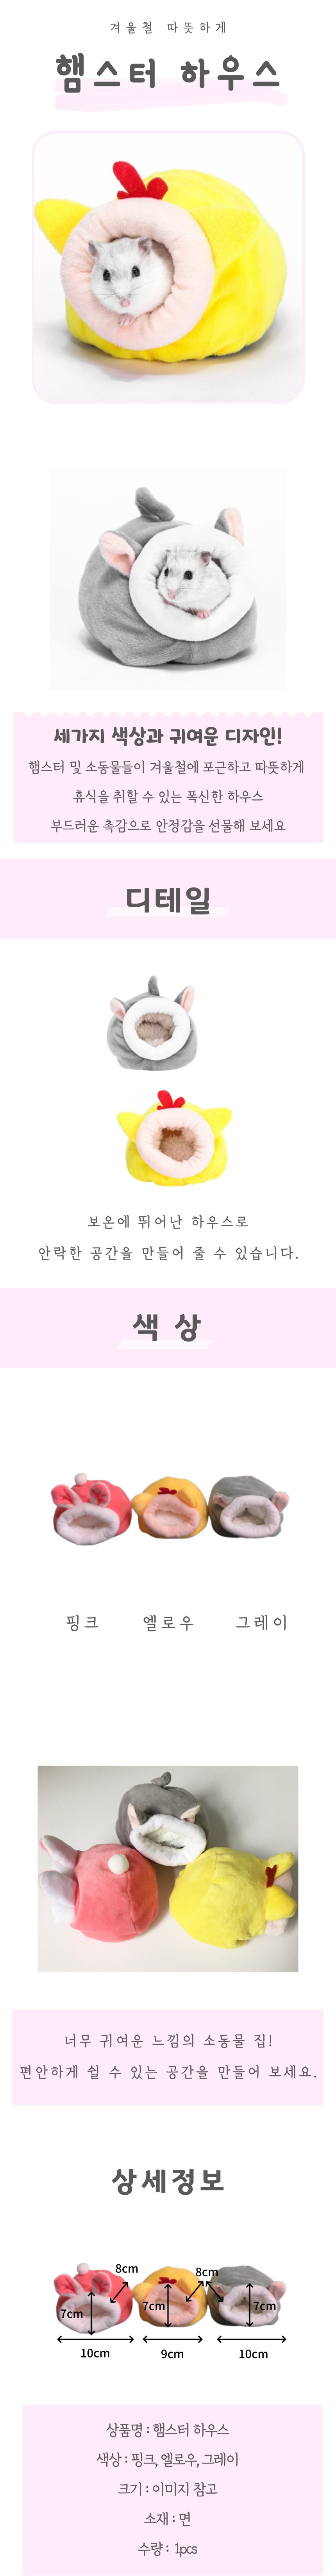 겨울철 따뜻하게
햄스터 하우스
세가지 색상과 귀여운 디자인!
햄스터 및 소동물들이 겨울철에 포근하고 따뜻하게
휴식을 취할 수 있는 폭신한 하우스
부드러운 촉감으로 안정감을 선물해 보세요
디테일
보온에 뛰어난 하우스로
안락한 공간을 만들어 줄 수 있습니다.
색 상
핑크 엘로우 그레이
너무 귀여운 느낌의 소동물 집!
편안하게 쉴 수 있는 공간을 만들어 보세요.
상세정보
8cm 8cm
7cm 7cm 7cm
10cm 9cm 10cm
상품명 : 햄스터 하우스
색상 : 핑크, 엘로우, 그레이
크기 : 이미지 참고
소재 : 면
수량 : 1pcs